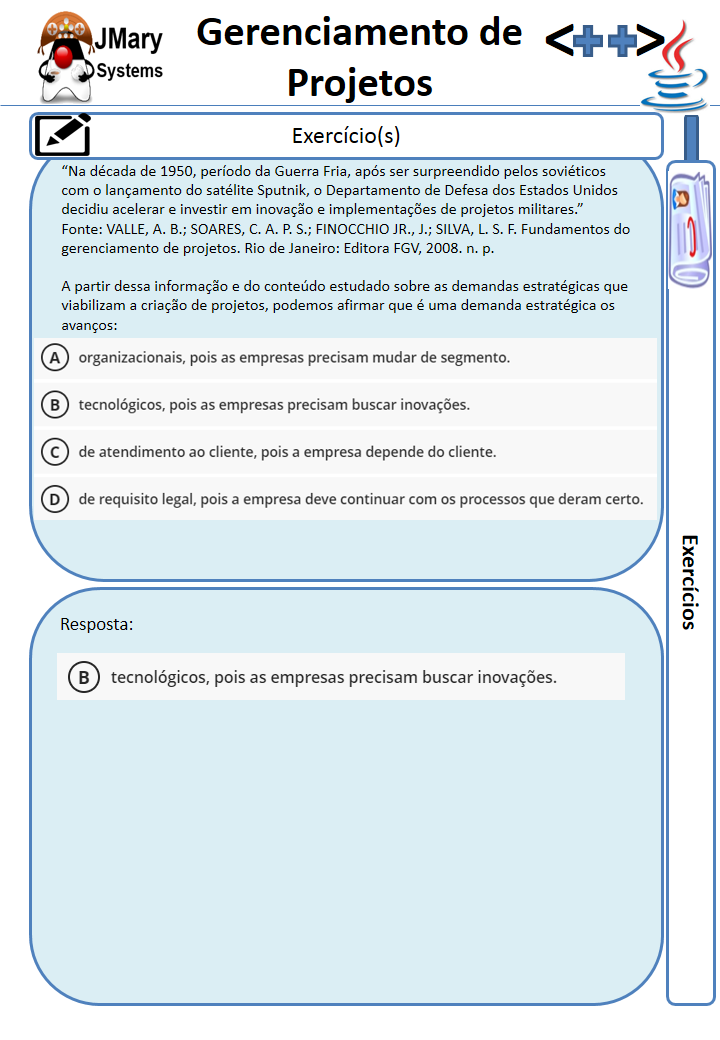 JMary
Systems
Gerenciamento de
Projetos
<++>
Exercício(s)
“Na década de 1950, período da Guerra Fria, após ser surpreendido pelos soviéticos
com o lançamento do satélite Sputnik, o Departamento de Defesa dos Estados Unidos
decidiu acelerar e investir em inovação e implementações de projetos militares.”
Fonte: VALLE, A. B.; SOARES, C. A. P. S.; FINOCCHIO JR., J.; SILVA, L. S. F. Fundamentos do
gerenciamento de projetos. Rio de Janeiro: Editora FGV, 2008. n. p.
A partir dessa informação e do conteúdo estudado sobre as demandas estratégicas que
viabilizam a criação de projetos, podemos afirmar que é uma demanda estratégica os
avanços:
A organizacionais, pois as empresas precisam mudar de segmento.
B tecnológicos, pois as empresas precisam buscar inovações.
C de atendimento ao cliente, pois a empresa depende do cliente.
D de requisito legal, pois a empresa deve continuar com os processos que deram certo.
Exercícios
Resposta:
B tecnológicos, pois as empresas precisam buscar inovações.